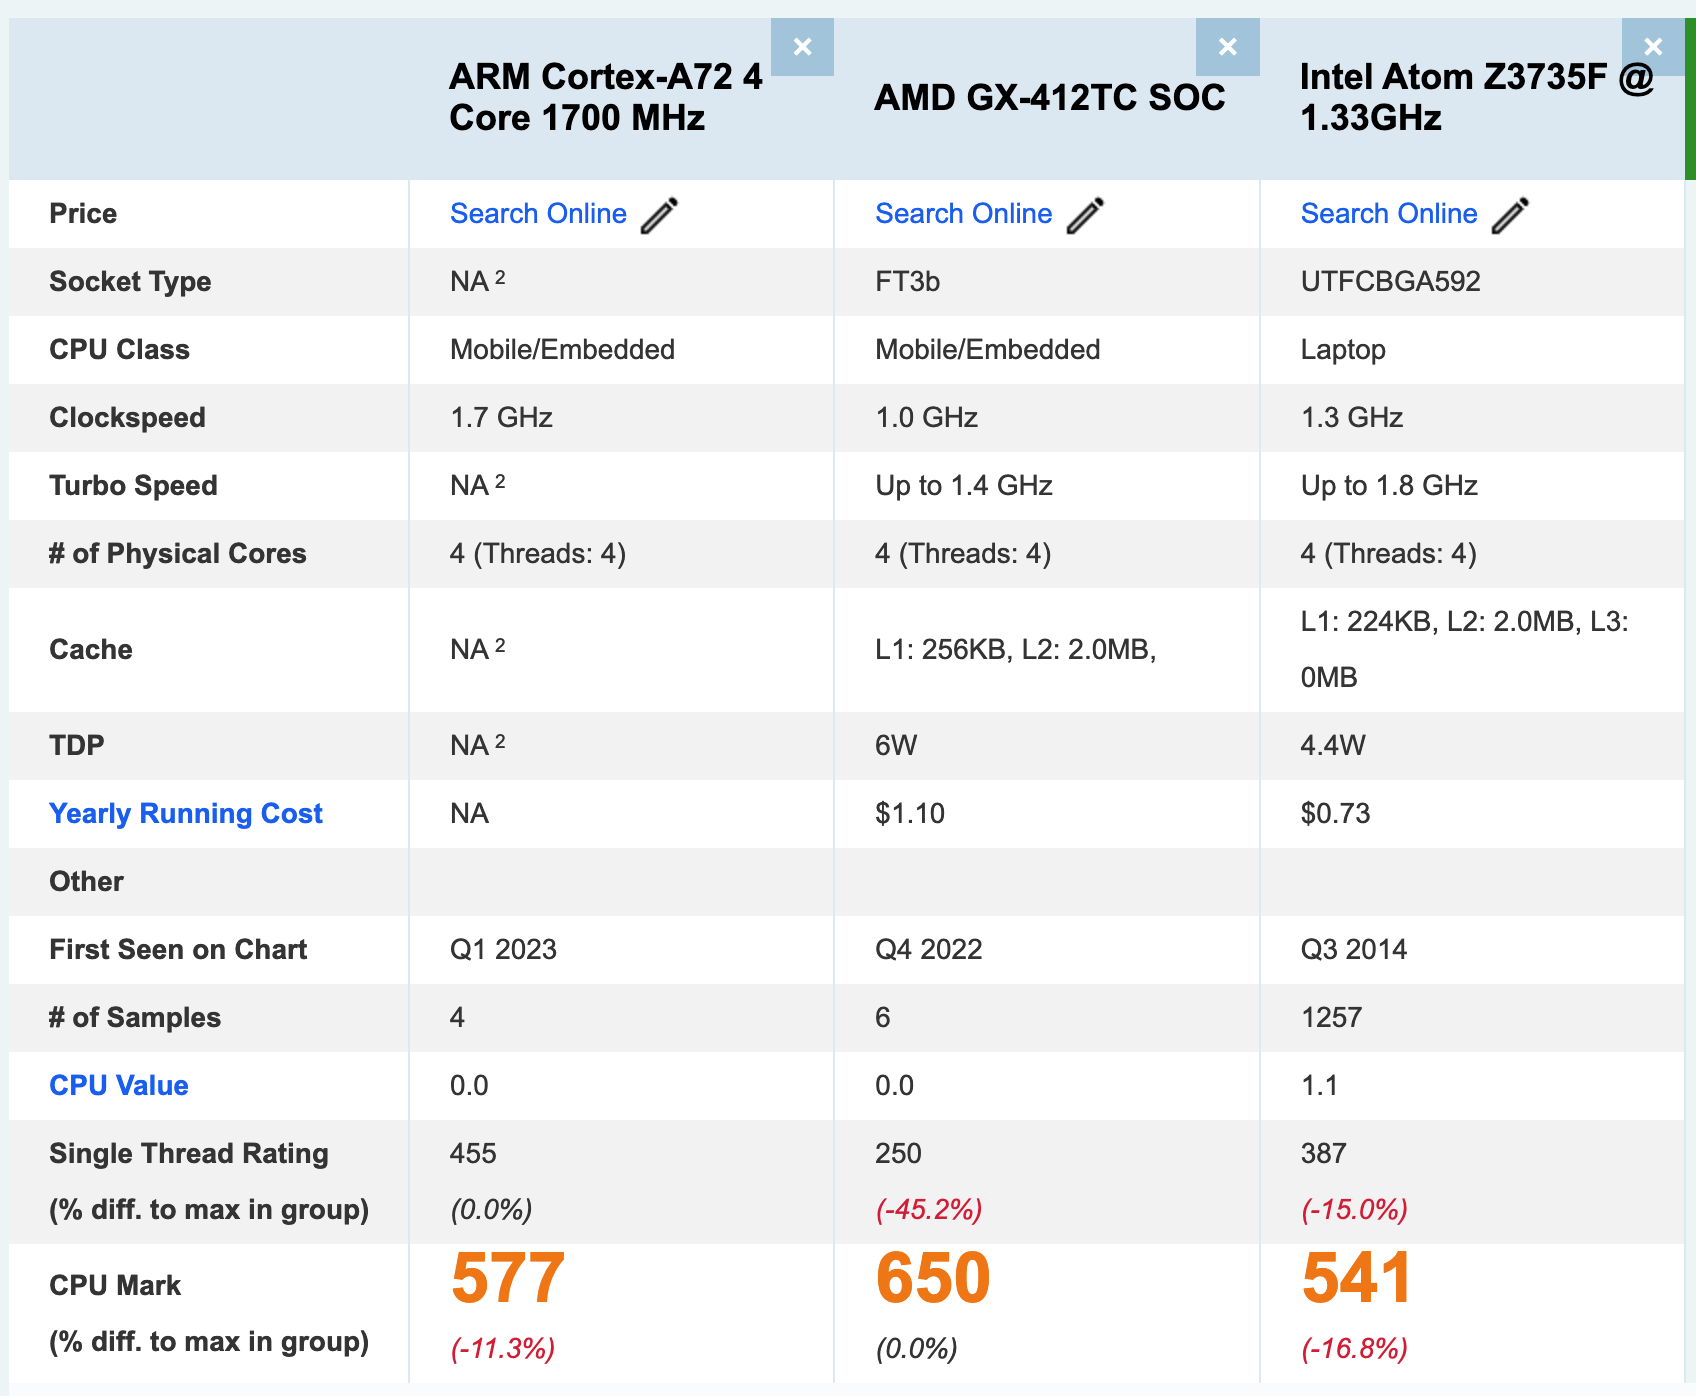 ARM Cortex-A72 4 Core 1700 MHz
AMD GX-412TC SOC
Intel Atom Z3735F @ 1.33GHz
Price Search Online Search Online Search Online
Socket Type NA 2 FT3b UTFCBGA592
CPU Class Mobile/Embedded Mobile/Embedded Laptop
Clockspeed 1.7 GHz 1.0 GHz 1.3 GHz
Turbo Speed NA 2 Up to 1.4 GHz Up to 1.8 GHz
# of Physical Cores 4 (Threads: 4) 4 (Threads: 4) 4 (Threads: 4)
Cache NA 2 L1: 256KB, L2: 2.0MB, L1: 224KB, L2: 2.0MB, L3: 0MB
TDP NA 2 6W 4.4W
Yearly Running Cost NA $1.10 $0.73
Other
First Seen on Chart Q1 2023 Q4 2022 Q3 2014
# of Samples 4 6 1257
CPU Value 0.0 0.0 1.1
Single Thread Rating 455 250 387
(% diff. to max in group) (0.0%) (-45.2%) (-15.0%)
CPU Mark 577 650 541
(% diff. to max in group) (-11.3%) (0.0%) (-16.8%)